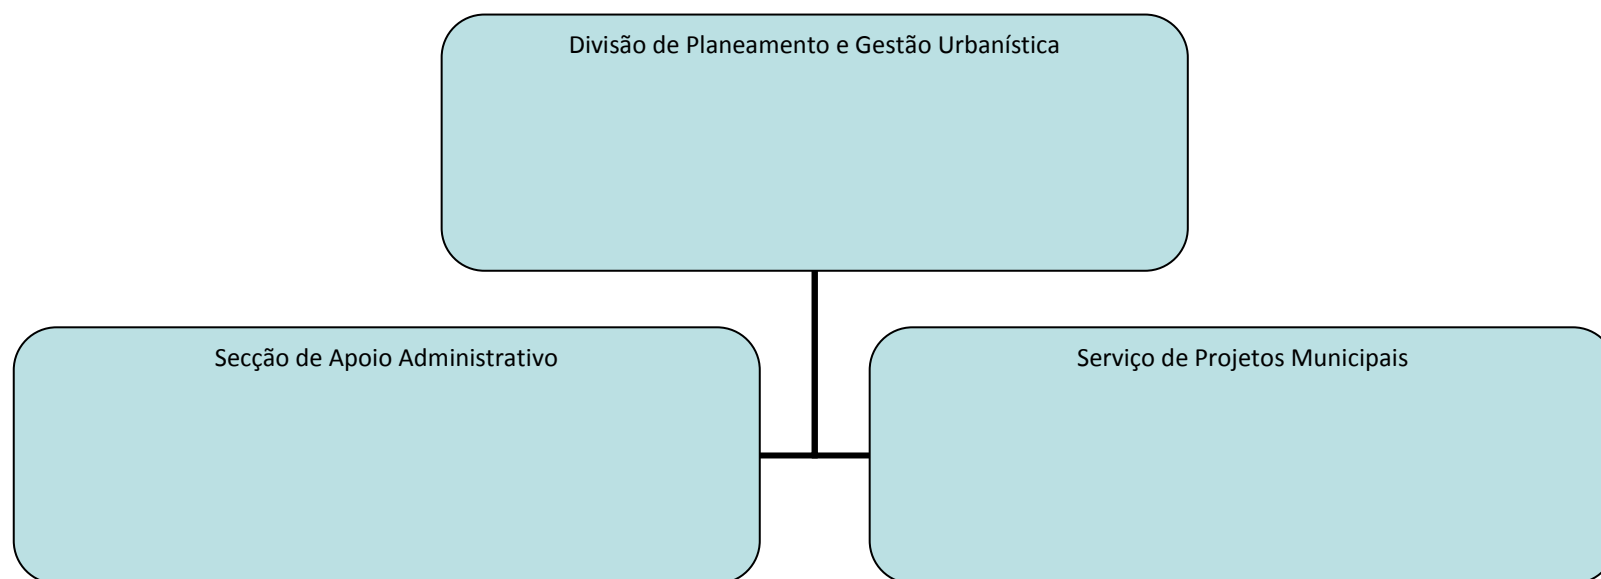 Divisão de Planeamento e Gestão Urbanística
Secção de Apoio Administrativo
Serviço de Projetos Municipais